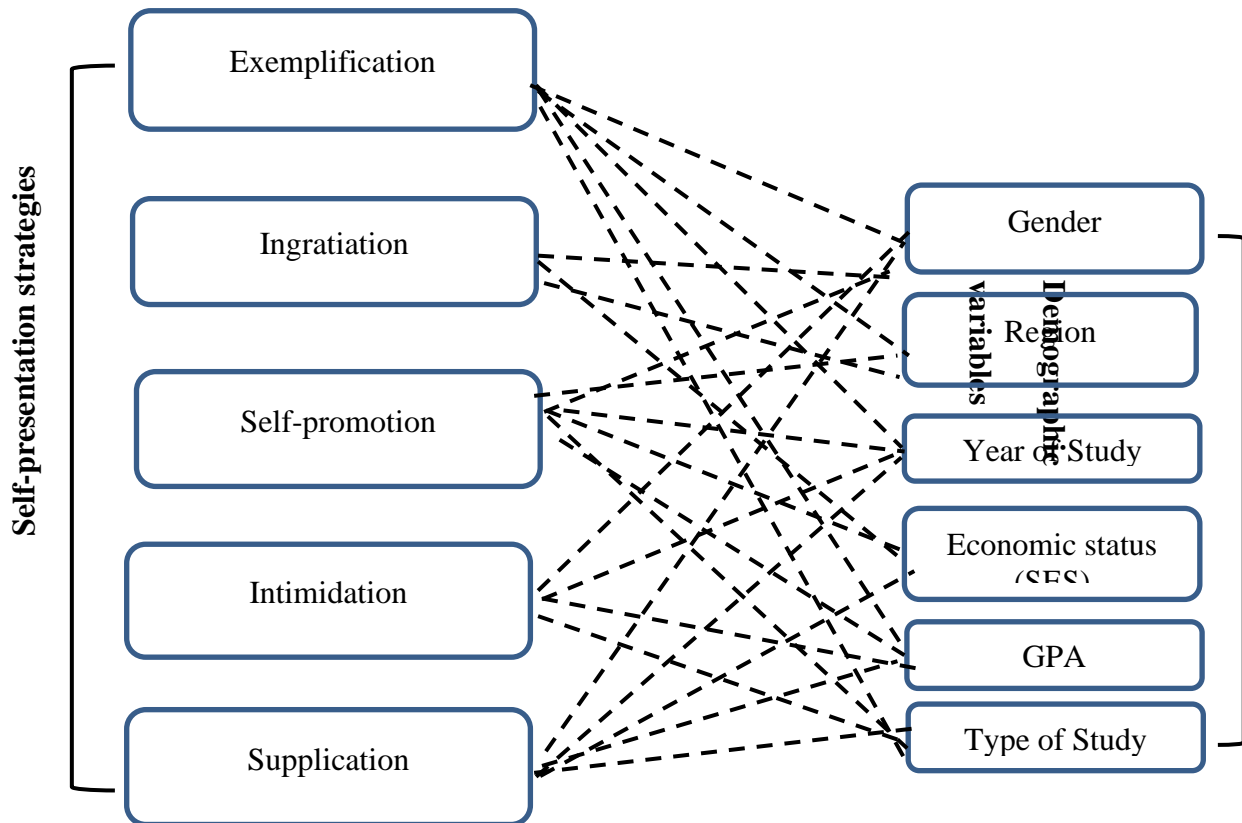 Self-presentation strategies
Exemplification
Ingratiation
Self-promotion
Intimidation
Supplication
Gender
Region
Year of Study
Economic status
(SES)
GPA
Type of Study
Demographic
variables